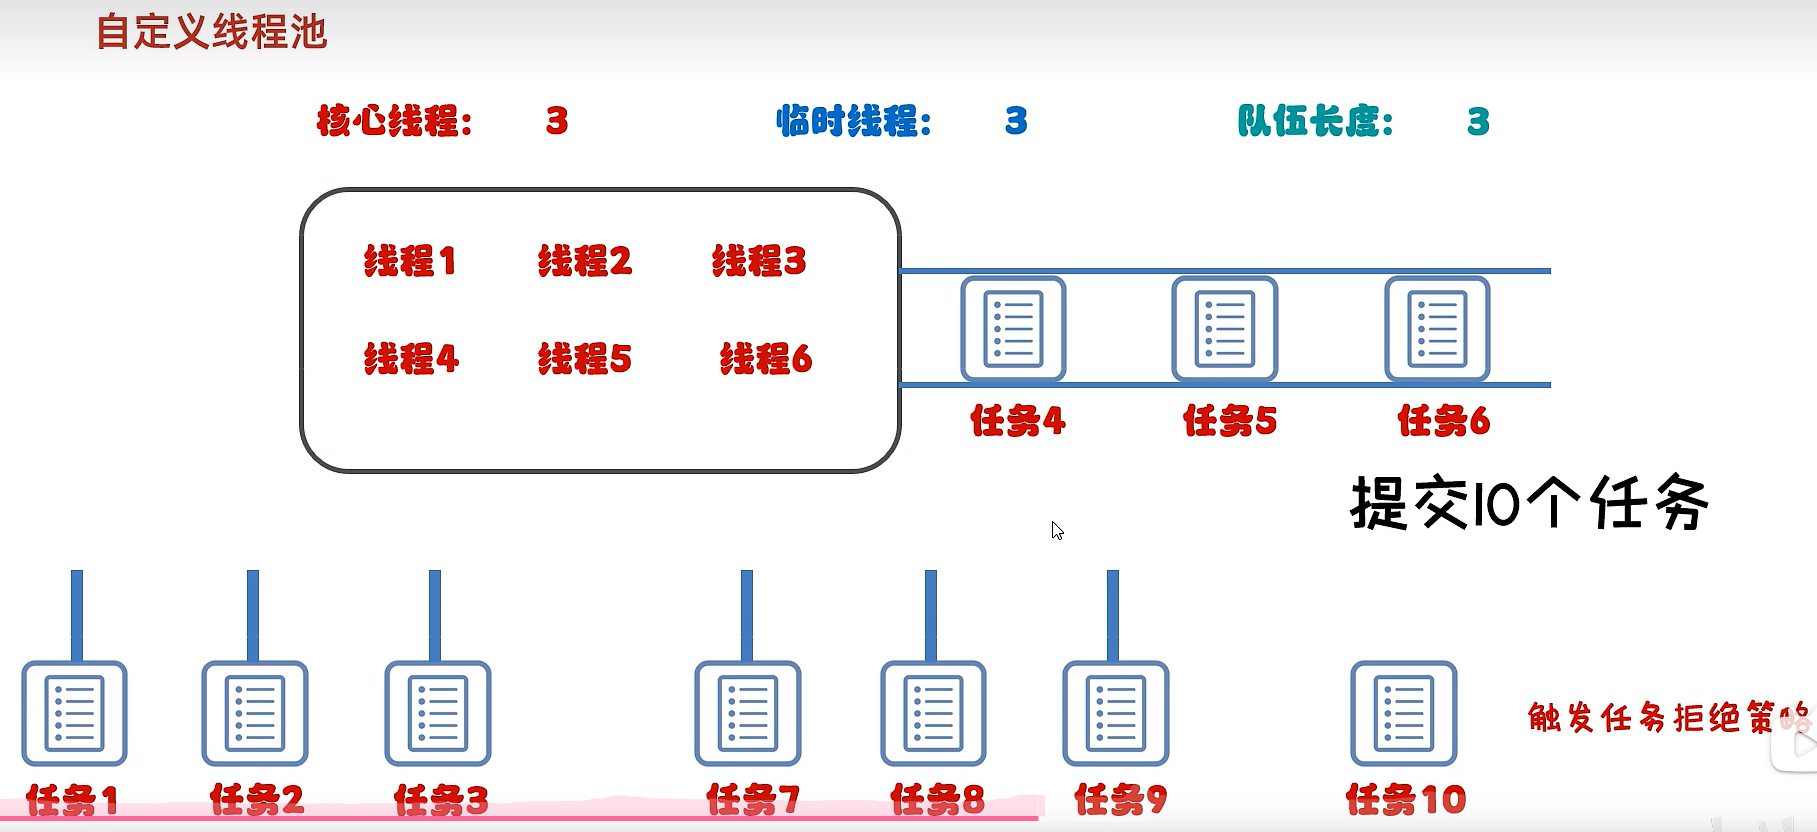 自定义线程池
核心线程: 3 临时线程: 3 队伍长度: 3
线程1 线程2 线程3
线程4 线程5 线程6
任务4 任务5 任务6
提交10个任务
触发任务拒绝策略
任务1 任务2 任务3 任务7 任务8 任务9 任务10